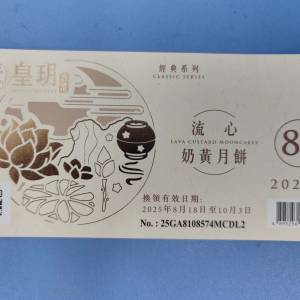 皇玥
經典系列
CLASSIC SERIES
流心
LAVA CUSTARD MOONCAKES
奶黃月餅
8
202
換領有效日期：
2025年8月18日至10月3日
No. : 25GA8108574MCDL2